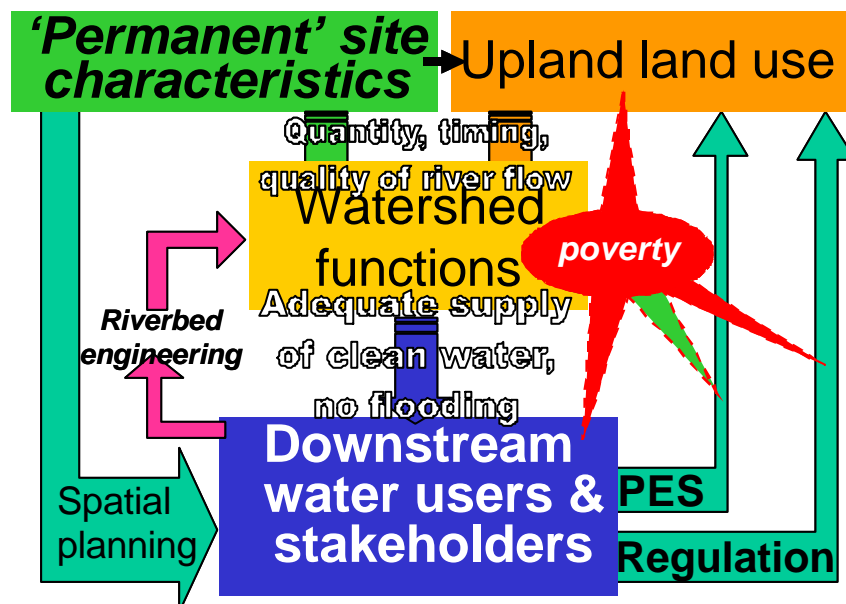 ‘Permanent’ site
characteristics
Upland land use
Quantity, timing,
quality of river flow
Watershed
functions
poverty
Adequate supply
of clean water,
no flooding
Riverbed
engineering
Downstream
water users &
stakeholders
Spatial
planning
PES
Regulation